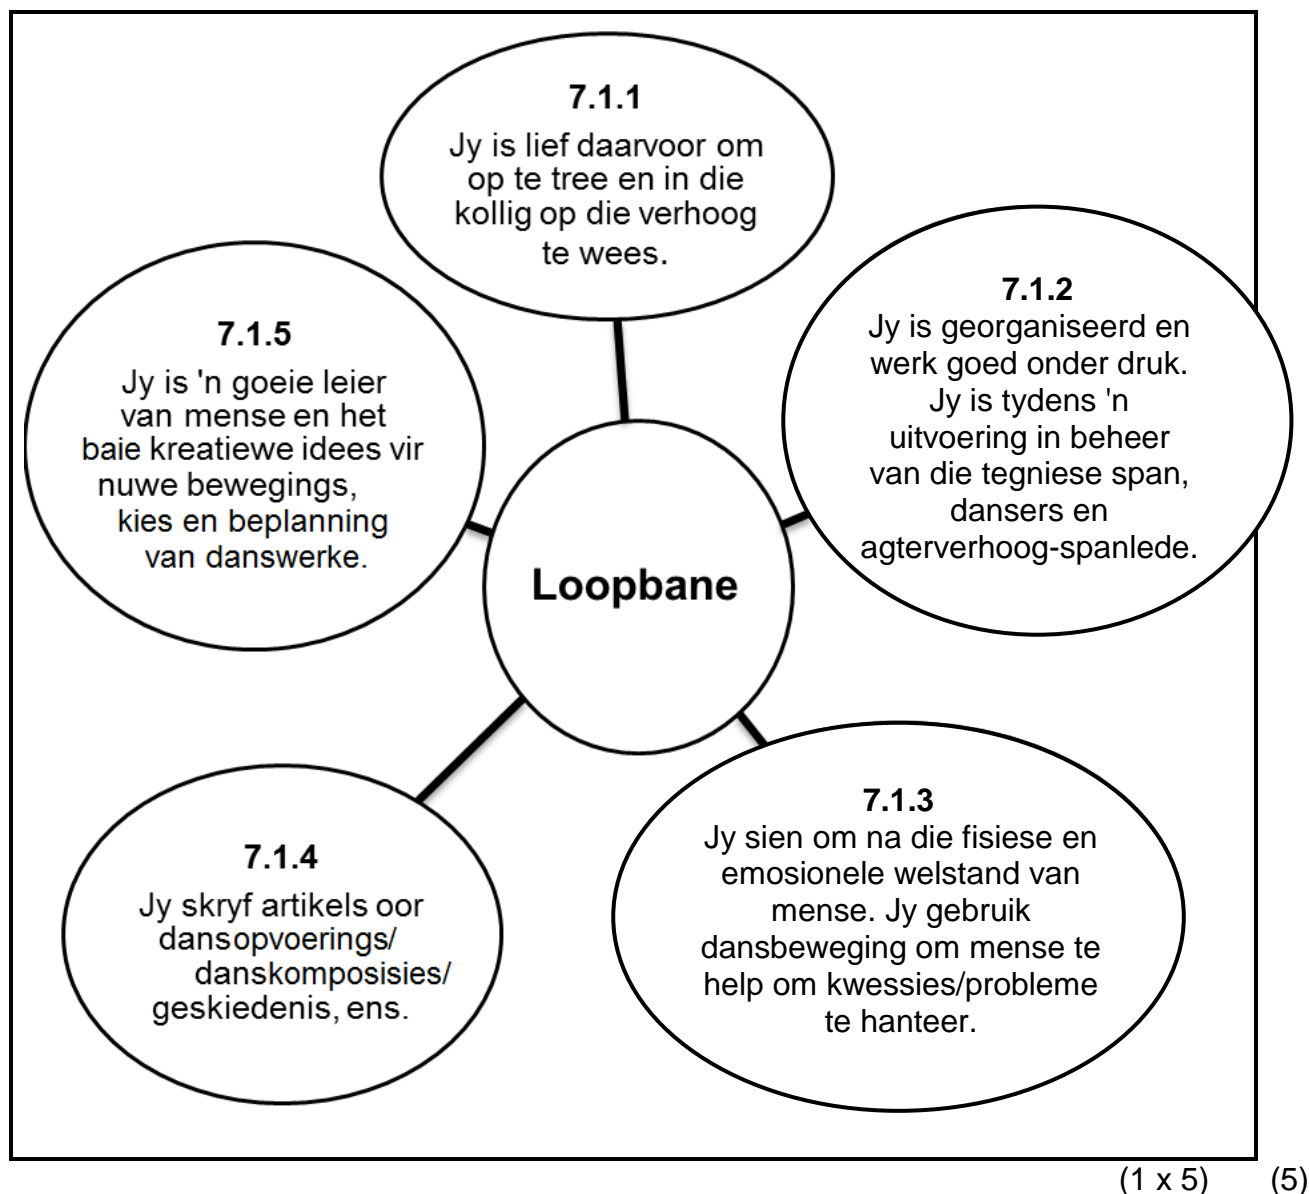 7.1.1
Jy is lief daarvoor om
op te tree en in die
kollig op die verhoog
te wees.
7.1.2
Jy is georganiseerd en
werk goed onder druk.
Jy is tydens 'n
uitvoering in beheer
van die tegniese span,
dansers en
agterverhoog-spanlede.
7.1.5
Jy is 'n goeie leier
van mense en het
baie kreatiewe idees vir
nuwe bewegings,
kies en beplanning
van danswerke.
Loopbane
7.1.3
Jy sien om na die fisiese en
emosionele welstand van
mense. Jy gebruik
dansbeweging om mense te
help om kwessies/probleme
te hanteer.
7.1.4
Jy skryf artikels oor
dansopvoerings/
danskomposisies/
geskiedenis, ens.
(1 x 5) (5)